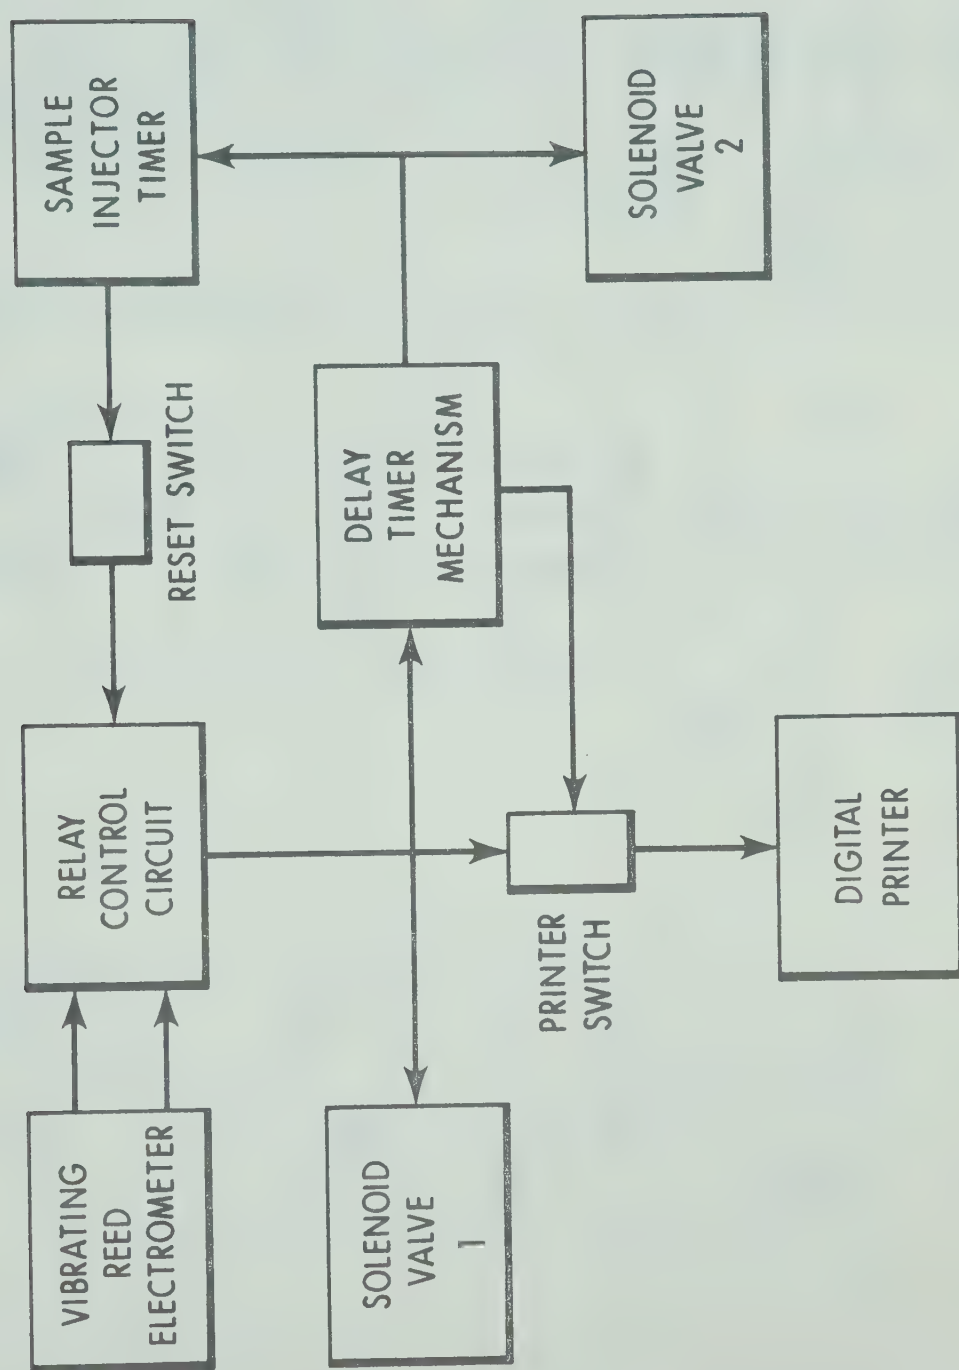 VIBRATING
REED
ELECTROMETER
RELAY
CONTROL
CIRCUIT
RESET SWITCH
SAMPLE
INJECTOR
TIMER
SOLENOID
VALVE
1
DELAY
TIMER
MECHANISM
PRINTER
SWITCH
SOLENOID
VALVE
2
DIGITAL
PRINTER